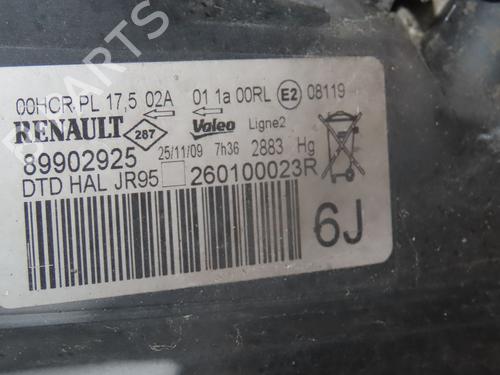 00HCR PL 17,5 02A 01 1a 00RL E2 08119
RENAULT 287 Valeo Ligne2
89902925 25/11/09 7h36 2883 Hg
DTD HAL JR95 260100023R
6J